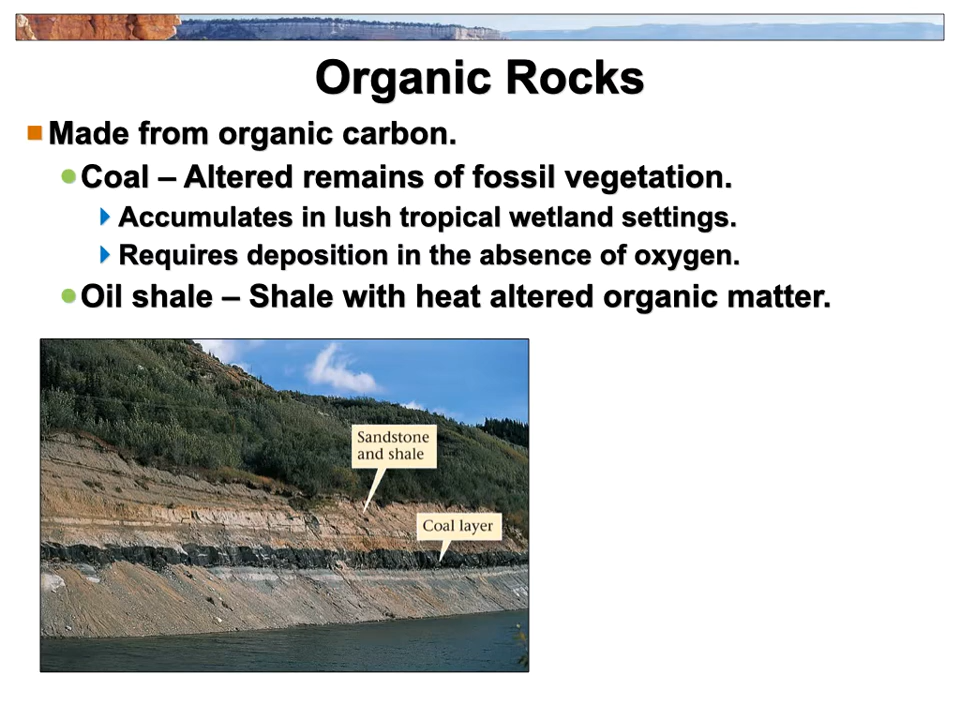 Organic Rocks
Made from organic carbon.
Coal – Altered remains of fossil vegetation.
Accumulates in lush tropical wetland settings.
Requires deposition in the absence of oxygen.
Oil shale – Shale with heat altered organic matter.
Sandstone
and shale
Coal layer